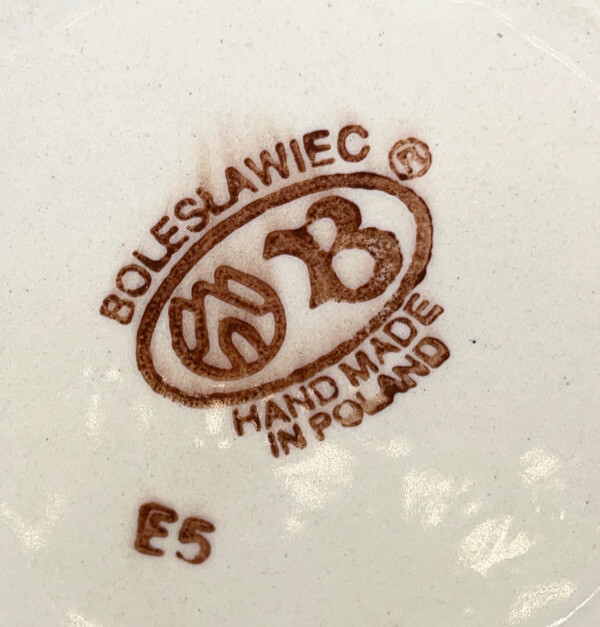 BOLESŁAWIEC ®
B
HAND MADE
IN POLAND
E5